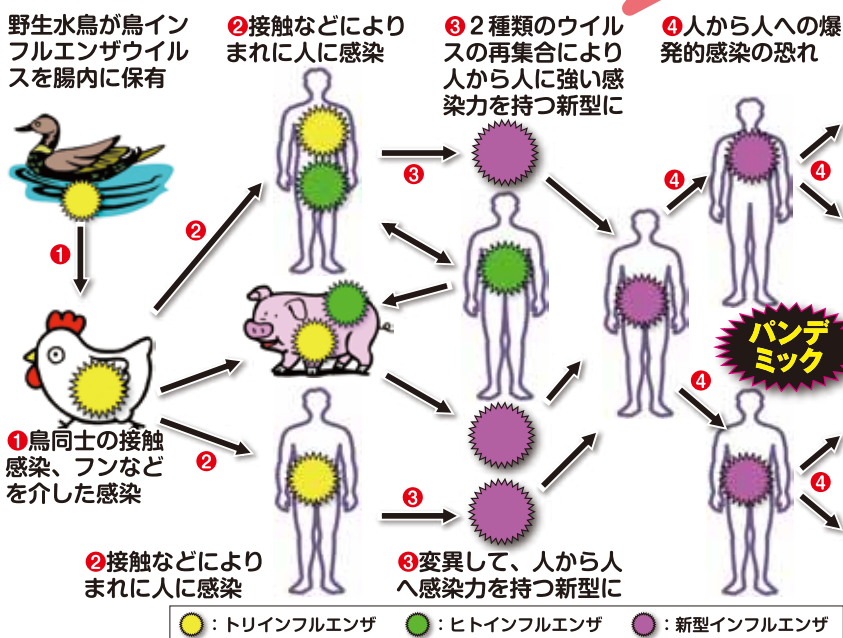 野生水鳥が鳥イン
フルエンザウイル
スを腸内に保有
❷接触などにより
まれに人に感染
❸２種類のウイル
スの再集合により
人から人に強い感
染力を持つ新型に
❹人から人への爆
発的感染の恐れ
❶
❷
❸
❹
❹
パンデ
ミック
❹
❶鳥同士の接触
感染、フンなど
を介した感染
❷
❸
❹
❷接触などにより
まれに人に感染
❸変異して、人から人
へ感染力を持つ新型に
：トリインフルエンザ　：ヒトインフルエンザ　：新型インフルエンザ